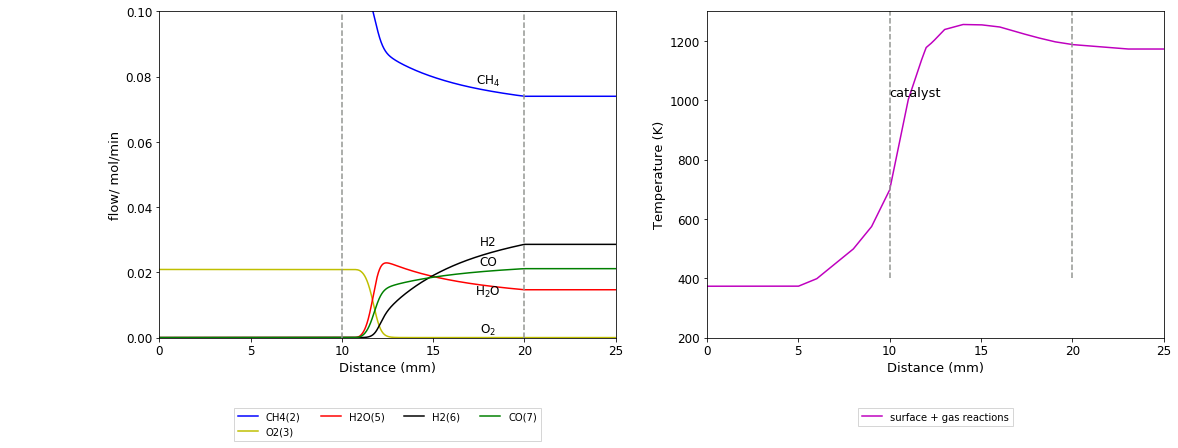 0.10
0.08
0.06
0.04
0.02
0.00
flow/ mol/min
CH₄
H2
CO
H₂O
O₂
0 5 10 15 20 25
Distance (mm)
CH4(2) H2O(5) H2(6) CO(7)
O2(3)
1200
1000
800
600
400
200
Temperature (K)
catalyst
0 5 10 15 20 25
Distance (mm)
surface + gas reactions